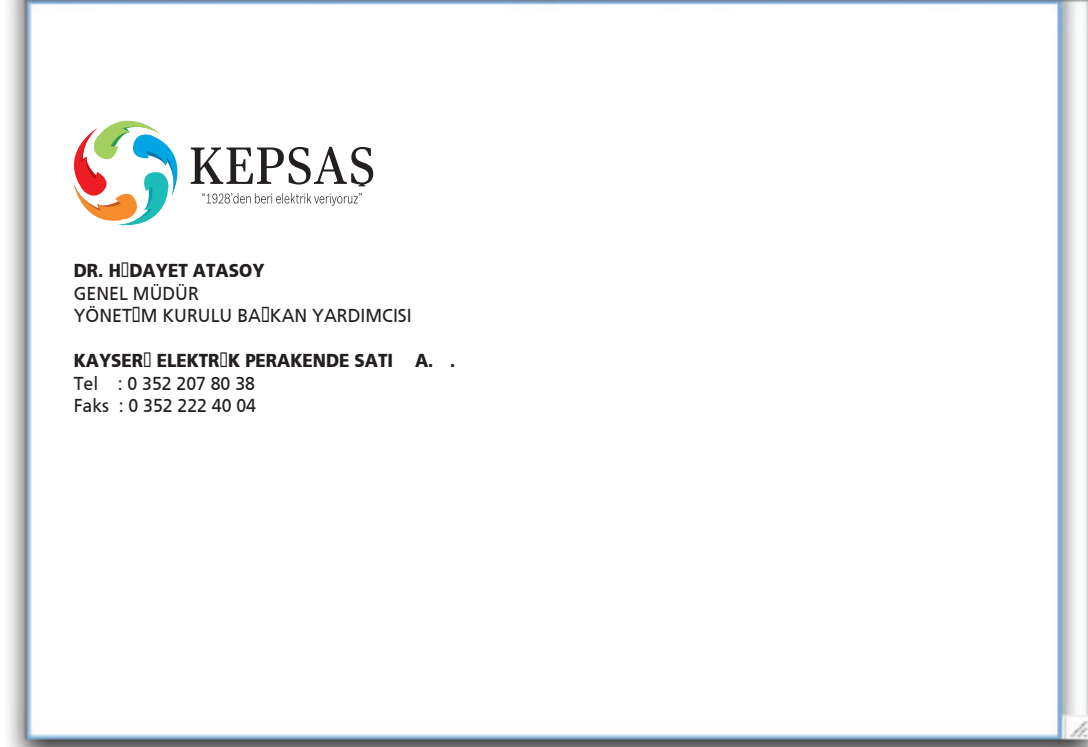 KEPSAŞ
“1928’den beri elektrik veriyoruz”
DR. H▯DAYET ATASOY
GENEL MÜDÜR
YÖNET▯M KURULU BA▯KAN YARDIMCISI
KAYSER▯ ELEKTR▯K PERAKENDE SATI A. .
Tel : 0 352 207 80 38
Faks : 0 352 222 40 04